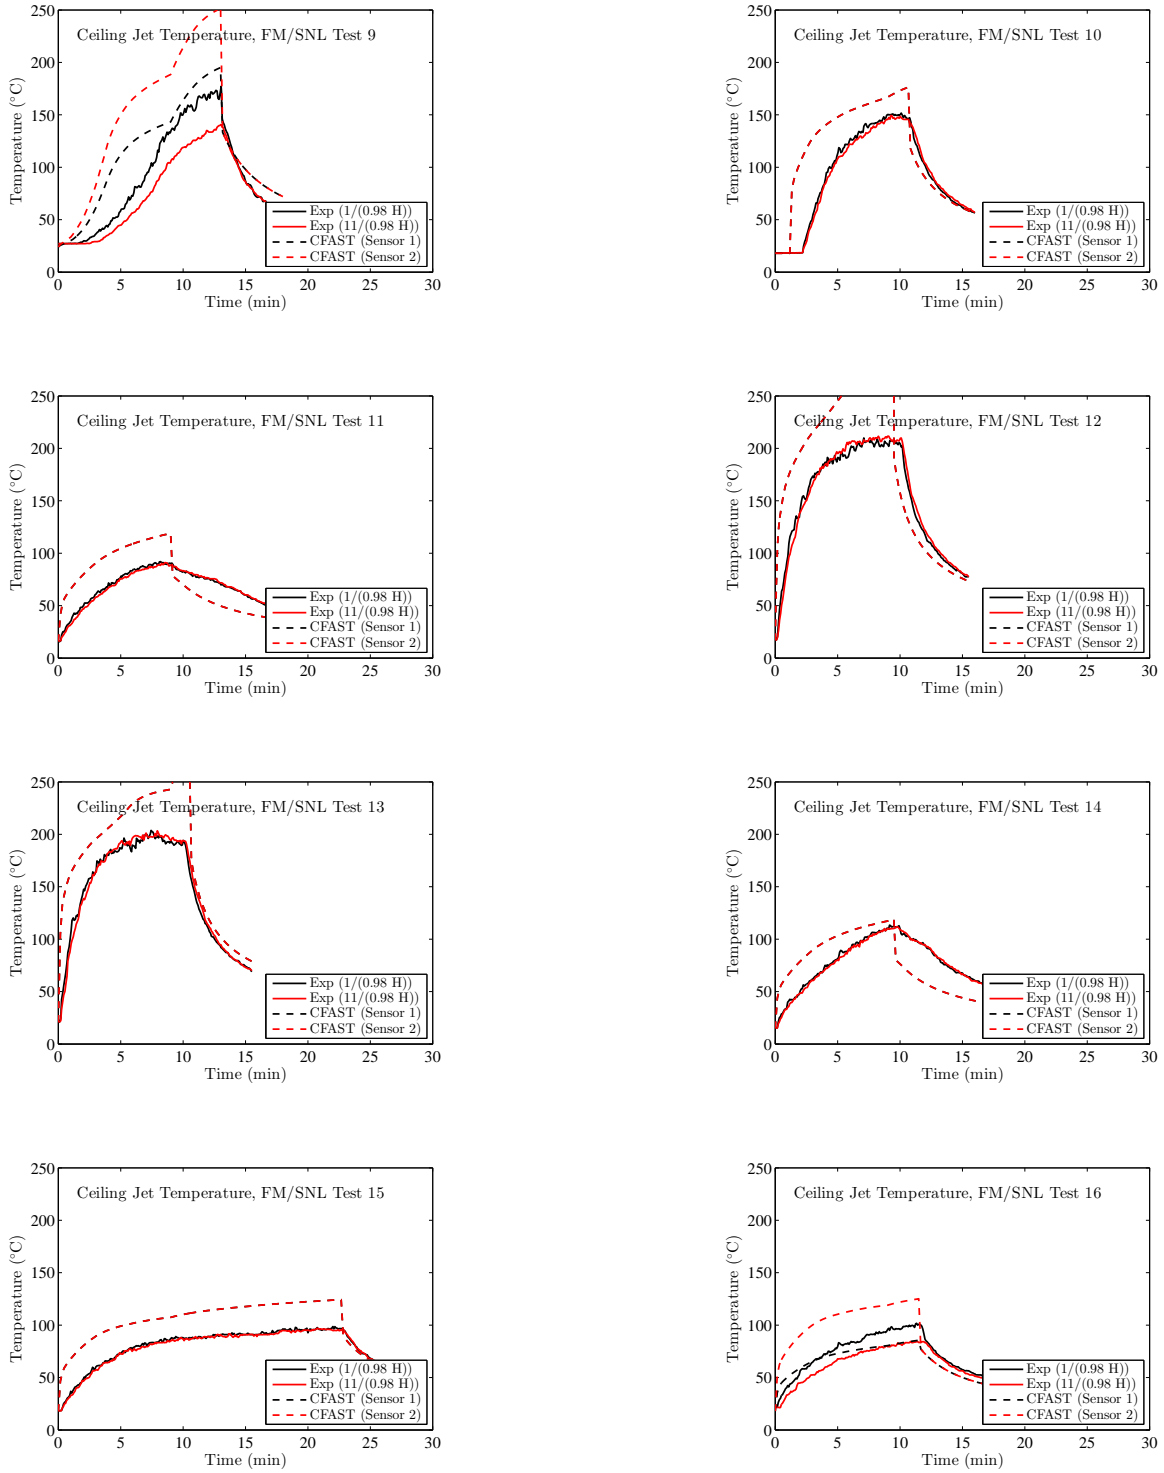 Ceiling Jet Temperature, FM/SNL Test 9
250
200
150
100
50
0
Temperature (°C)
Exp (1/(0.98 H))
Exp (11/(0.98 H))
CFAST (Sensor 1)
CFAST (Sensor 2)
0 5 10 15 20 25 30
Time (min)
Ceiling Jet Temperature, FM/SNL Test 10
250
200
150
100
50
0
Temperature (°C)
Exp (1/(0.98 H))
Exp (11/(0.98 H))
CFAST (Sensor 1)
CFAST (Sensor 2)
0 5 10 15 20 25 30
Time (min)
Ceiling Jet Temperature, FM/SNL Test 11
250
200
150
100
50
0
Temperature (°C)
Exp (1/(0.98 H))
Exp (11/(0.98 H))
CFAST (Sensor 1)
CFAST (Sensor 2)
0 5 10 15 20 25 30
Time (min)
Ceiling Jet Temperature, FM/SNL Test 12
250
200
150
100
50
0
Temperature (°C)
Exp (1/(0.98 H))
Exp (11/(0.98 H))
CFAST (Sensor 1)
CFAST (Sensor 2)
0 5 10 15 20 25 30
Time (min)
Ceiling Jet Temperature, FM/SNL Test 13
250
200
150
100
50
0
Temperature (°C)
Exp (1/(0.98 H))
Exp (11/(0.98 H))
CFAST (Sensor 1)
CFAST (Sensor 2)
0 5 10 15 20 25 30
Time (min)
Ceiling Jet Temperature, FM/SNL Test 14
250
200
150
100
50
0
Temperature (°C)
Exp (1/(0.98 H))
Exp (11/(0.98 H))
CFAST (Sensor 1)
CFAST (Sensor 2)
0 5 10 15 20 25 30
Time (min)
Ceiling Jet Temperature, FM/SNL Test 15
250
200
150
100
50
0
Temperature (°C)
Exp (1/(0.98 H))
Exp (11/(0.98 H))
CFAST (Sensor 1)
CFAST (Sensor 2)
0 5 10 15 20 25 30
Time (min)
Ceiling Jet Temperature, FM/SNL Test 16
250
200
150
100
50
0
Temperature (°C)
Exp (1/(0.98 H))
Exp (11/(0.98 H))
CFAST (Sensor 1)
CFAST (Sensor 2)
0 5 10 15 20 25 30
Time (min)